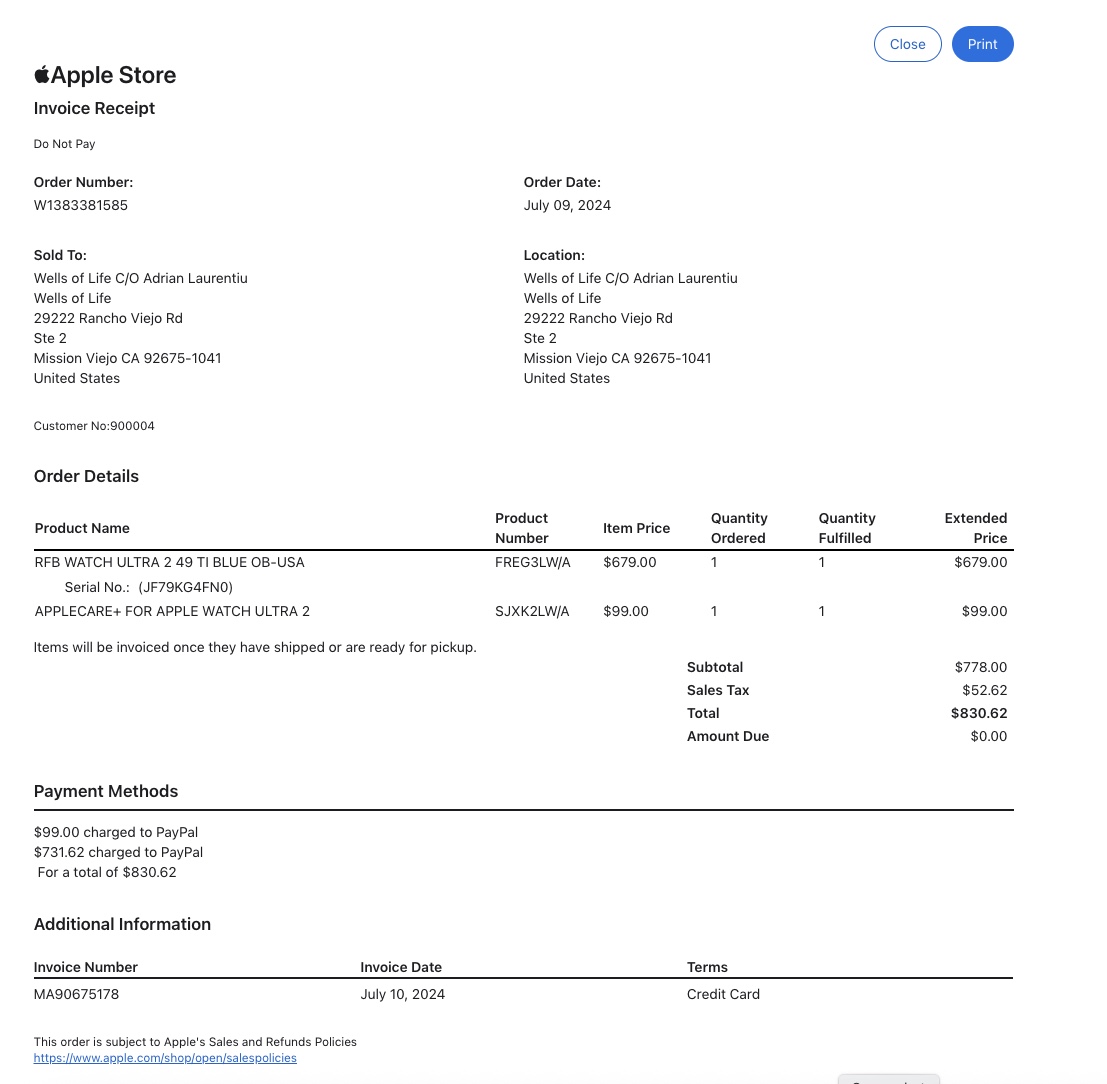 Close Print
Apple Store
Invoice Receipt
Do Not Pay
Order Number: Order Date:
W1383381585 July 09, 2024
Sold To: Location:
Wells of Life C/O Adrian Laurentiu Wells of Life C/O Adrian Laurentiu
Wells of Life Wells of Life
29222 Rancho Viejo Rd 29222 Rancho Viejo Rd
Ste 2 Ste 2
Mission Viejo CA 92675-1041 Mission Viejo CA 92675-1041
United States United States
Customer No:900004
Order Details
Product Name Product Number Item Price Quantity Ordered Quantity Fulfilled Extended Price
RFB WATCH ULTRA 2 49 TI BLUE OB-USA FREG3LW/A $679.00 1 1 $679.00
Serial No.: (JF79KG4FN0)
APPLECARE+ FOR APPLE WATCH ULTRA 2 SJXK2LW/A $99.00 1 1 $99.00
Items will be invoiced once they have shipped or are ready for pickup.
Subtotal $778.00
Sales Tax $52.62
Total $830.62
Amount Due $0.00
Payment Methods
$99.00 charged to PayPal
$731.62 charged to PayPal
For a total of $830.62
Additional Information
Invoice Number Invoice Date Terms
MA90675178 July 10, 2024 Credit Card
This order is subject to Apple's Sales and Refunds Policies
https://www.apple.com/shop/open/salespolicies